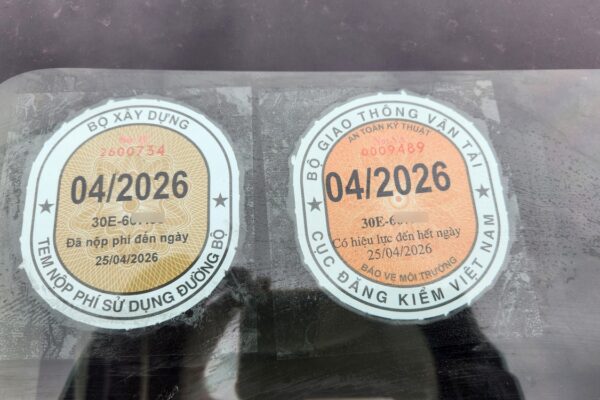 BỘ XÂY DỰNG
2600734
04/2026
Đã nộp phí đến ngày
25/04/2026
TEM NỘP PHÍ SỬ DỤNG ĐƯỜNG BỘ
BỘ GIAO THÔNG VẬN TẢI
AN TOÀN KỸ THUẬT
0009489
04/2026
Có hiệu lực đến hết ngày
25/04/2026
BẢO VỆ MÔI TRƯỜNG
CỤC ĐĂNG KIỂM VIỆT NAM